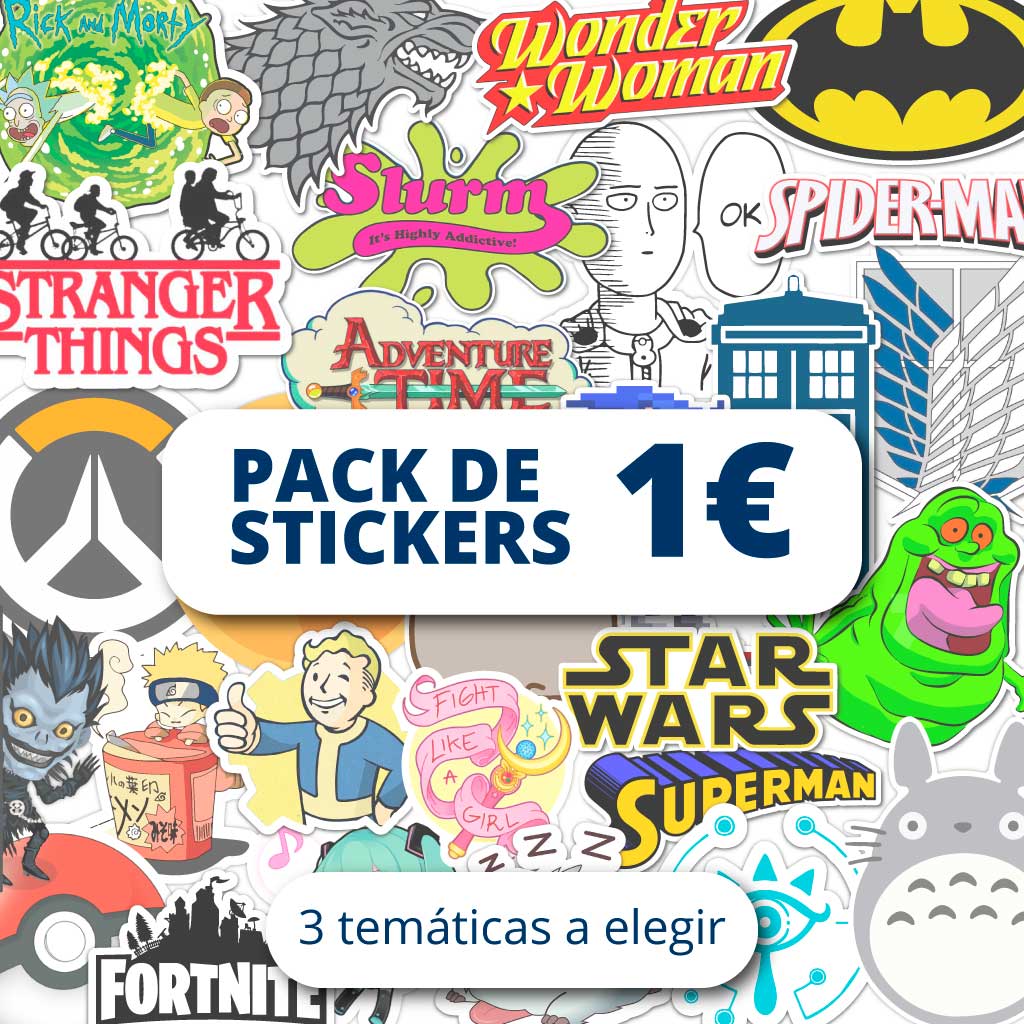 RICK AND MORTY
Wonder
Woman
Slurm
It's Highly Addictive!
OK
SPIDER-MA
STRANGER
THINGS
ADVENTURE
TIME
PACK DE
STICKERS
1€
STAR
WARS
FIGHT
LIKE
A
GIRL
SUPERMAN
Z Z Z Z
3 temáticas a elegir
FORTNITE